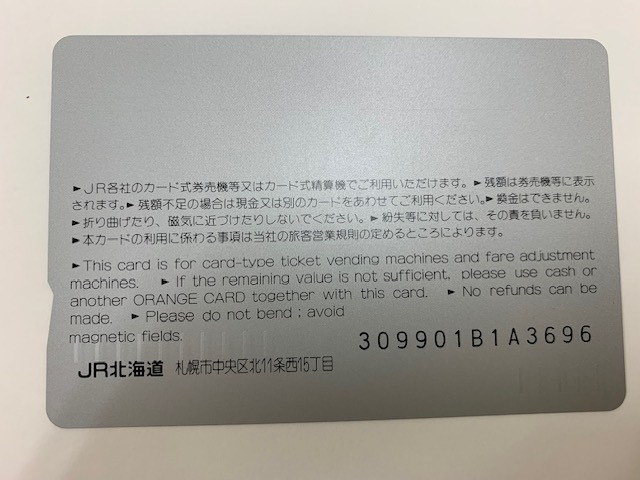 ►JR各社のカード式券売機等又はカード式精算機でご利用いただけます。►残額は券売機等に表示
されます。►残額不足の場合は現金又は別のカードをあわせてご利用ください。►換金はできません。
►折り曲げたり、磁気に近づけたりしないでください。►紛失等に対しては、その責を負いません。
►本カードの利用に係わる事項は当社の旅客営業規則の定めるところによります。
►This card is for card-type ticket vending machines and fare adjustment
machines. ►If the remaining value is not sufficient, please use cash or
another ORANGE CARD together with this card. ►No refunds can be
made. ►Please do not bend; avoid
magnetic fields.
309901B1A3696
JR北海道 札幌市中央区北11条西15丁目